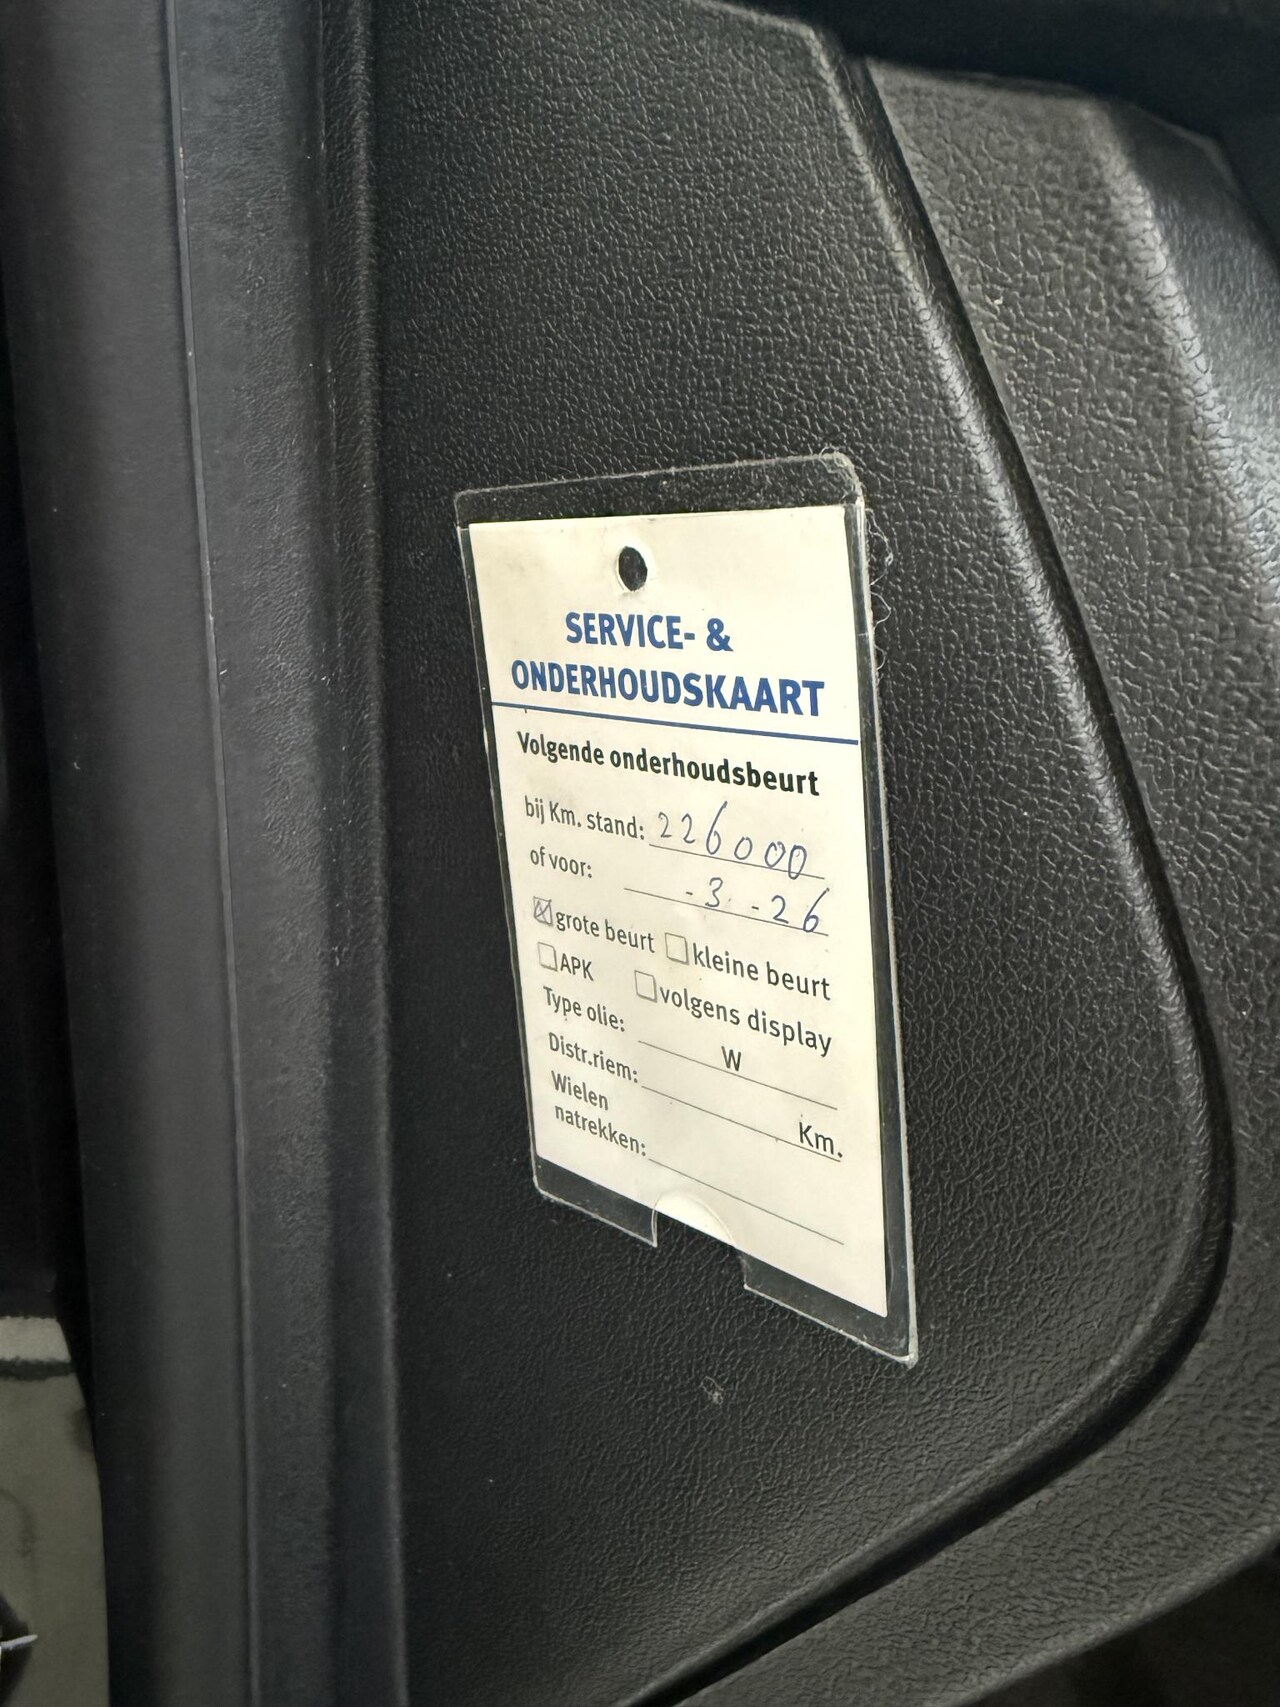 SERVICE- &
ONDERHOUDSKAART
Volgende onderhoudsbeurt
bij Km. stand: 226000
of voor: -3-26
☒ grote beurt ☐ kleine beurt
☐ APK ☐ volgens display
Type olie: W
Distr.riem: Km.
Wielen
natrekken: